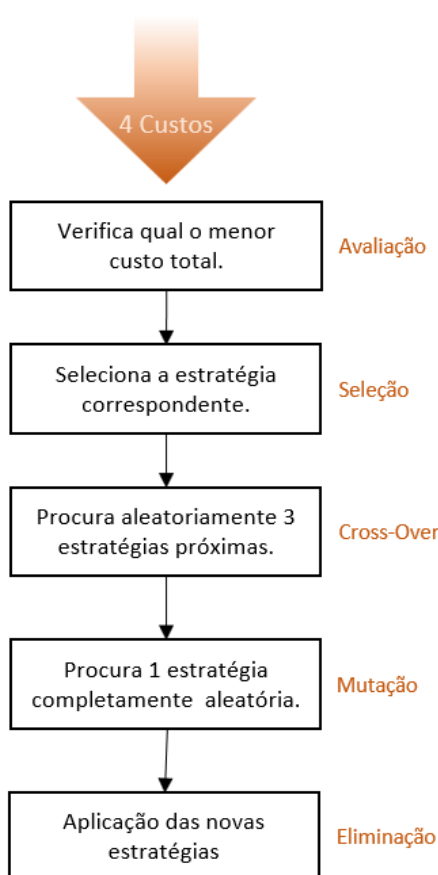 4 Custos
Verifica qual o menor
custo total.
Avaliação
Seleciona a estratégia
correspondente.
Seleção
Procura aleatoriamente 3
estratégias próximas.
Cross-Over
Procura 1 estratégia
completamente aleatória.
Mutação
Aplicação das novas
estratégias
Eliminação